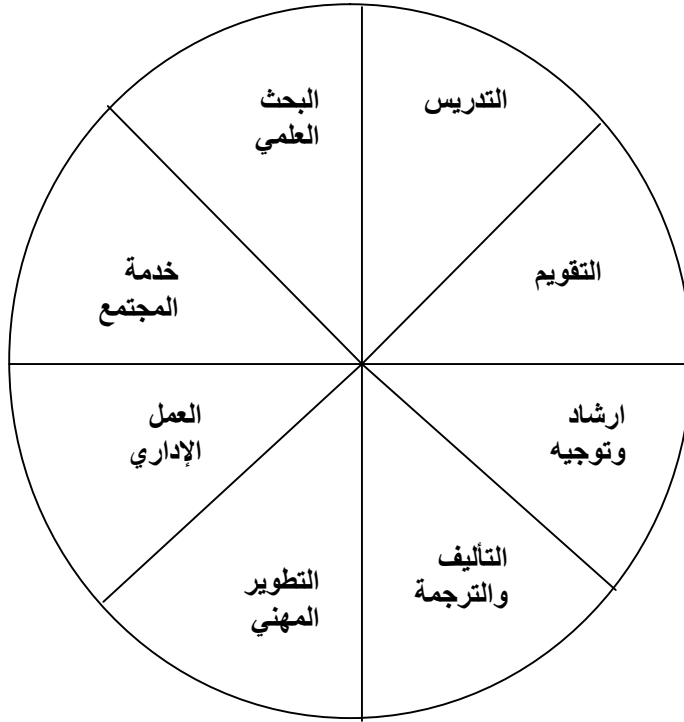 التدريس
التقويم
ارشاد
وتوجيه
التأليف
والترجمة
التطوير
المهني
العمل
الإداري
خدمة
المجتمع
البحث
العلمي